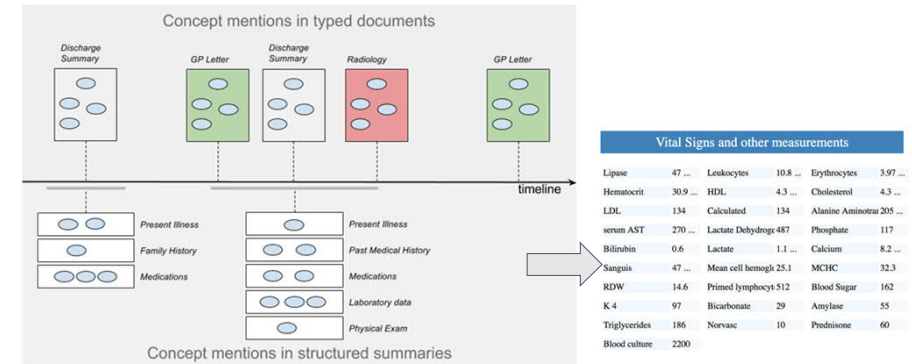 Concept mentions in typed documents
Discharge Summary
GP Letter
Discharge Summary
Radiology
GP Letter
timeline
Present Illness
Family History
Medications
Present Illness
Past Medical History
Medications
Laboratory data
Physical Exam
Concept mentions in structured summaries
Vital Signs and other measurements
Lipase 47 ... Leukocytes 10.8 ... Erythrocytes 3.97 ...
Hematocrit 30.9 ... HDL 4.3 ... Cholesterol 4.3 ...
LDL 134 Calculated 134 Alanine Aminotra 205 ...
serum AST 270 ... Lactate Dehydroge 487 Phosphate 117
Bilirubin 0.6 Lactate 1.1 ... Calcium 8.2 ...
Sanguis 47 ... Mean cell hemogl 25.1 MCHC 32.3
RDW 14.6 Primed lymphocyt 512 Blood Sugar 162
K 4 97 Bicarbonate 29 Amylase 55
Triglycerides 186 Norvasc 10 Prednisone 60
Blood culture 2200